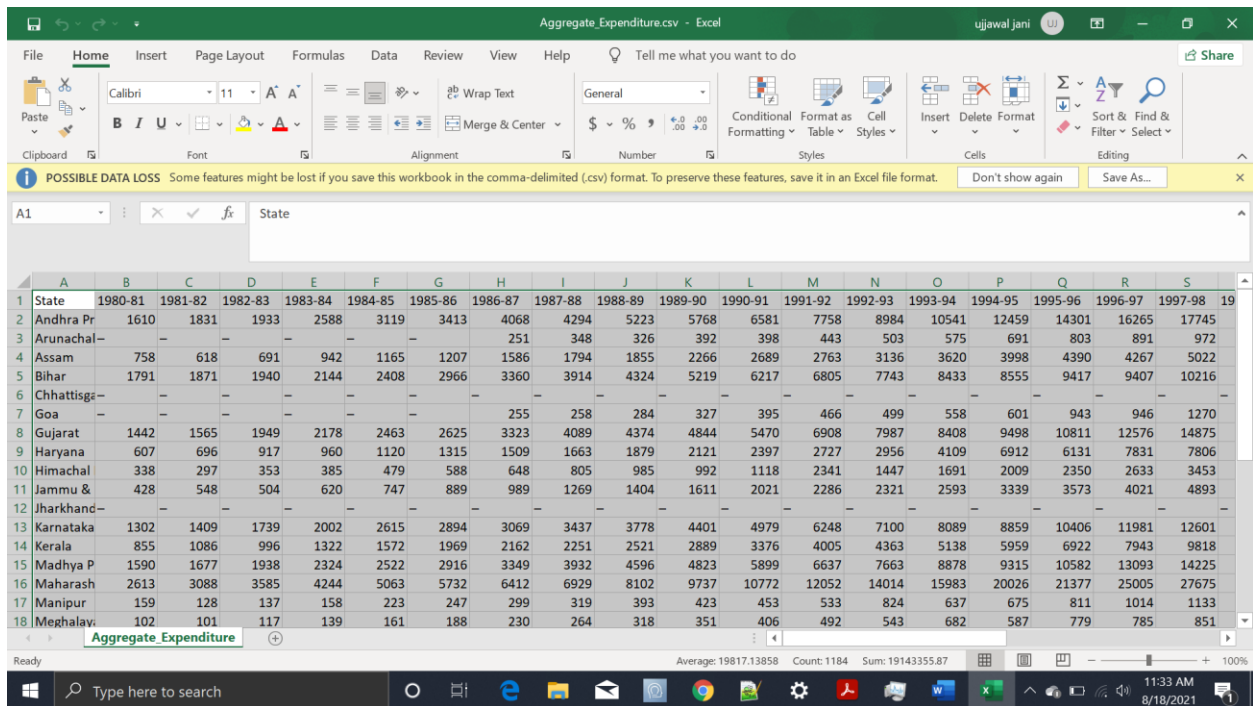 Aggregate_Expenditure.csv - Excel ujjawal jani UJ
File Home Insert Page Layout Formulas Data Review View Help Tell me what you want to do Share
Paste Calibri 11 A A Wrap Text General Conditional Formatting Format as Table Cell Styles Insert Delete Format Sort & Filter Find & Select
B I U A Merge & Center $ % , .0 .00 .00 .0
Clipboard Font Alignment Number Styles Cells Editing
POSSIBLE DATA LOSS Some features might be lost if you save this workbook in the comma-delimited (.csv) format. To preserve these features, save it in an Excel file format. Don't show again Save As...
A1 fx State
A B C D E F G H I J K L M N O P Q R S
1 State 1980-81 1981-82 1982-83 1983-84 1984-85 1985-86 1986-87 1987-88 1988-89 1989-90 1990-91 1991-92 1992-93 1993-94 1994-95 1995-96 1996-97 1997-98 19
2 Andhra Pr 1610 1831 1933 2588 3119 3413 4068 4294 5223 5768 6581 7758 8984 10541 12459 14301 16265 17745
3 Arunachal – – – – – – 251 348 326 392 398 443 503 575 691 803 891 972
4 Assam 758 618 691 942 1165 1207 1586 1794 1855 2266 2689 2763 3136 3620 3998 4390 4267 5022
5 Bihar 1791 1871 1940 2144 2408 2966 3360 3914 4324 5219 6217 6805 7743 8433 8555 9417 9407 10216
6 Chhattisga – – – – – – – – – – – – – – – – – – –
7 Goa – – – – – – 255 258 284 327 395 466 499 558 601 943 946 1270
8 Gujarat 1442 1565 1949 2178 2463 2625 3323 4089 4374 4844 5470 6908 7987 8408 9498 10811 12576 14875
9 Haryana 607 696 917 960 1120 1315 1509 1663 1879 2121 2397 2727 2956 4109 6912 6131 7831 7806
10 Himachal 338 297 353 385 479 588 648 805 985 992 1118 2341 1447 1691 2009 2350 2633 3453
11 Jammu & 428 548 504 620 747 889 989 1269 1404 1611 2021 2286 2321 2593 3339 3573 4021 4893
12 Jharkhand – – – – – – – – – – – – – – – – – – –
13 Karnataka 1302 1409 1739 2002 2615 2894 3069 3437 3778 4401 4979 6248 7100 8089 8859 10406 11981 12601
14 Kerala 855 1086 996 1322 1572 1969 2162 2251 2521 2889 3376 4005 4363 5138 5959 6922 7943 9818
15 Madhya P 1590 1677 1938 2324 2522 2916 3349 3932 4596 4823 5899 6637 7663 8878 9315 10582 13093 14225
16 Maharash 2613 3088 3585 4244 5063 5732 6412 6929 8102 9737 10772 12052 14014 15983 20026 21377 25005 27675
17 Manipur 159 128 137 158 223 247 299 319 393 423 453 533 824 637 675 811 1014 1133
18 Meghalay 102 101 117 139 161 188 230 264 318 351 406 492 543 682 587 779 785 851
Aggregate_Expenditure
Ready Average: 19817.13858 Count: 1184 Sum: 19143355.87 100%
Type here to search 11:33 AM
8/18/2021